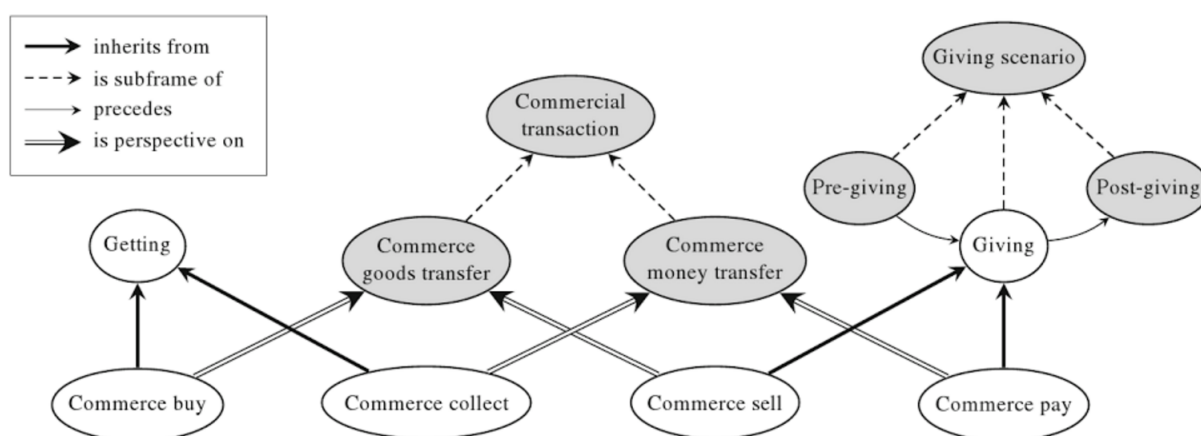 inherits from
is subframe of
precedes
is perspective on
Giving scenario
Commercial
transaction
Pre-giving
Post-giving
Getting
Commerce
goods transfer
Commerce
money transfer
Giving
Commerce buy
Commerce collect
Commerce sell
Commerce pay